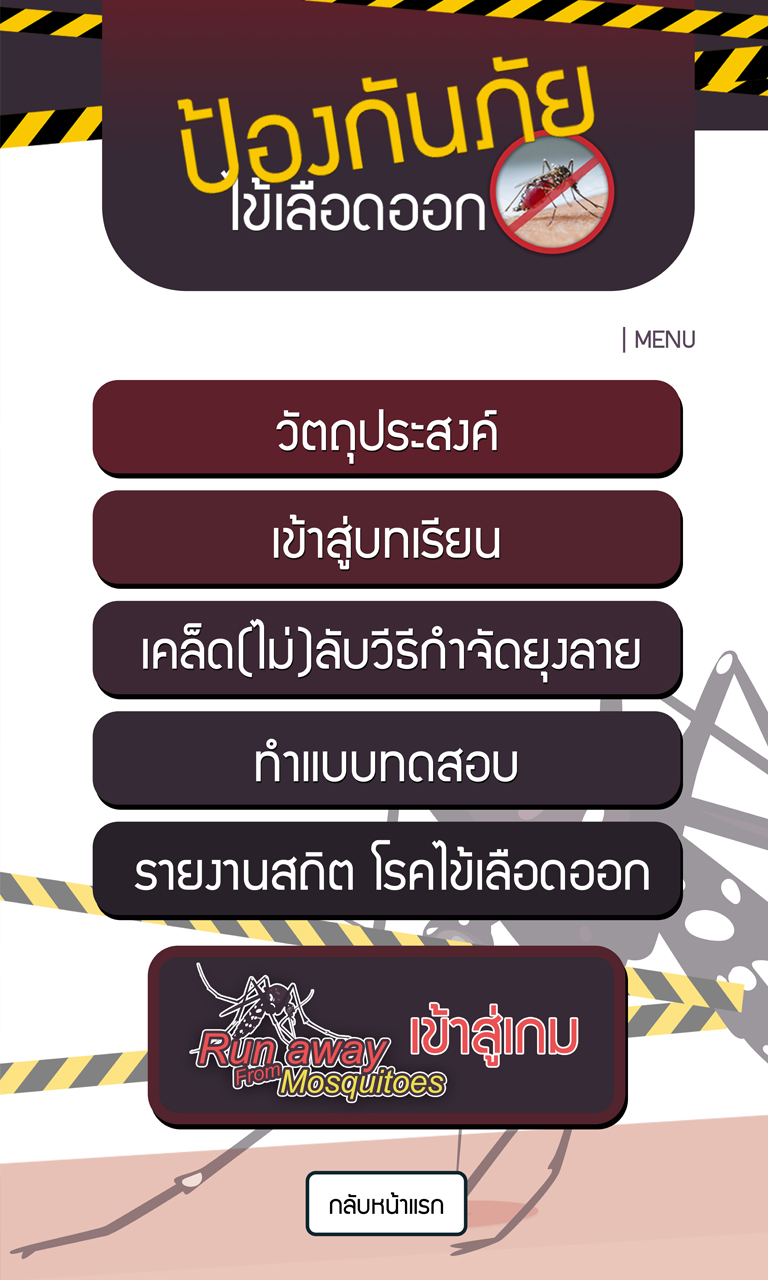 ป้องกันภัย
ไข้เลือดออก
| MENU
วัตถุประสงค์
เข้าสู่บทเรียน
เคล็ด(ไม่)ลับวีธีกำจัดยุงลาย
ทำแบบทดสอบ
รายงานสถิต โรคไข้เลือดออก
Run away
From Mosquitoes
เข้าสู่เกม
กลับหน้าแรก